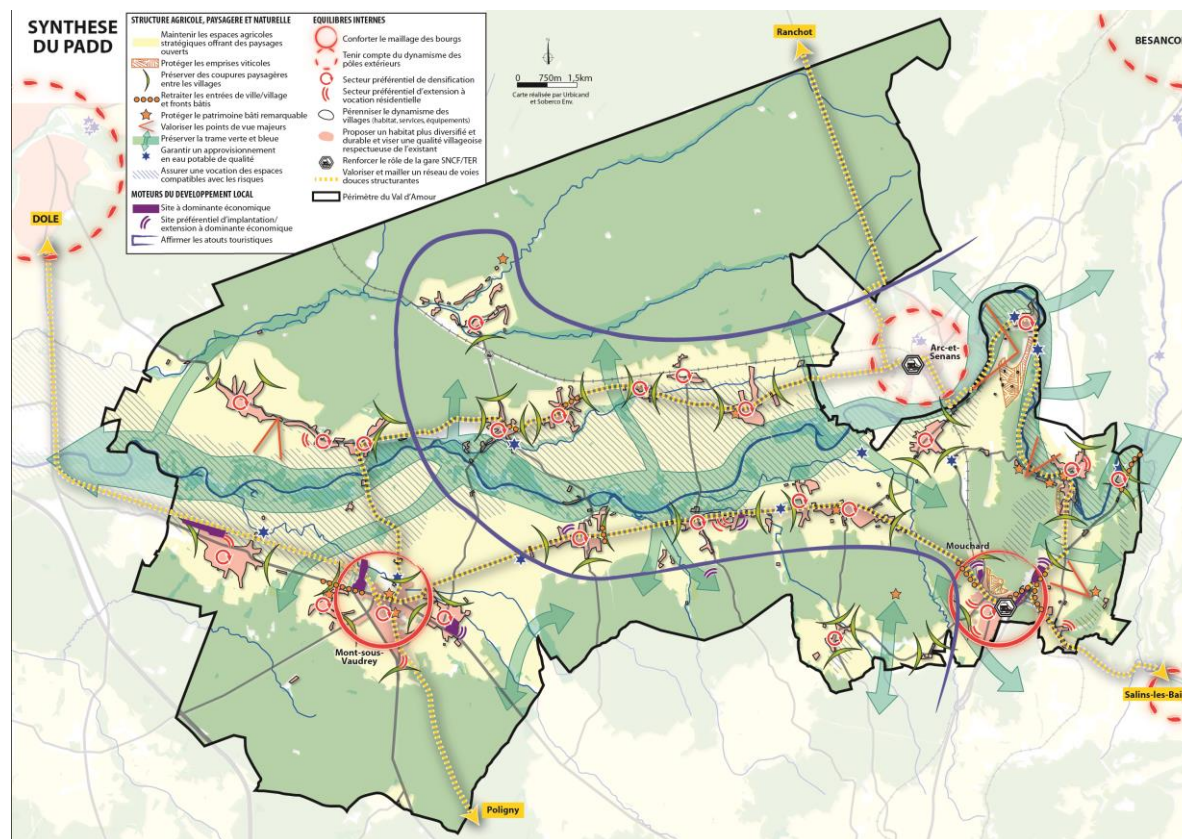 SYNTHESE
DU PADD
STRUCTURE AGRICOLE, PAYSAGERE ET NATURELLE
Maintenir les espaces agricoles
stratégiques offrant des paysages
ouverts
Protéger les emprises viticoles
Préserver des coupures paysagères
entre les villages
Retraiter les entrées de ville/village
et fronts bâtis
Protéger le patrimoine bâti remarquable
Valoriser les points de vue majeurs
Préserver la trame verte et bleue
Garantir un approvisionnement
en eau potable de qualité
Assurer une vocation des espaces
compatibles avec les risques
MOTEURS DU DEVELOPPEMENT LOCAL
Site à dominante économique
Site préférentiel d'implantation/
extension à dominante économique
Affirmer les atouts touristiques
EQUILIBRES INTERNES
Conforter le maillage des bourgs
Tenir compte du dynamisme des
pôles extérieurs
Secteur préférentiel de densification
Secteur préférentiel d'extension à
vocation résidentielle
Pérenniser le dynamisme des
villages (habitat, services, équipements)
Proposer un habitat plus diversifié et
durable et viser une qualité villageoise
respectueuse de l'existant
Renforcer le rôle de la gare SNCF/TER
Valoriser et mailler un réseau de voies
douces structurantes
Périmètre du Val d'Amour
N
0 750m 1,5km
Carte réalisée par Urbicand
et Soberco Env.
Ranchot
BESANCO
DOLE
Arc-et-
Senans
Mouchard
Mont-sous-
Vaudrey
Salins-les-Bai
Poligny